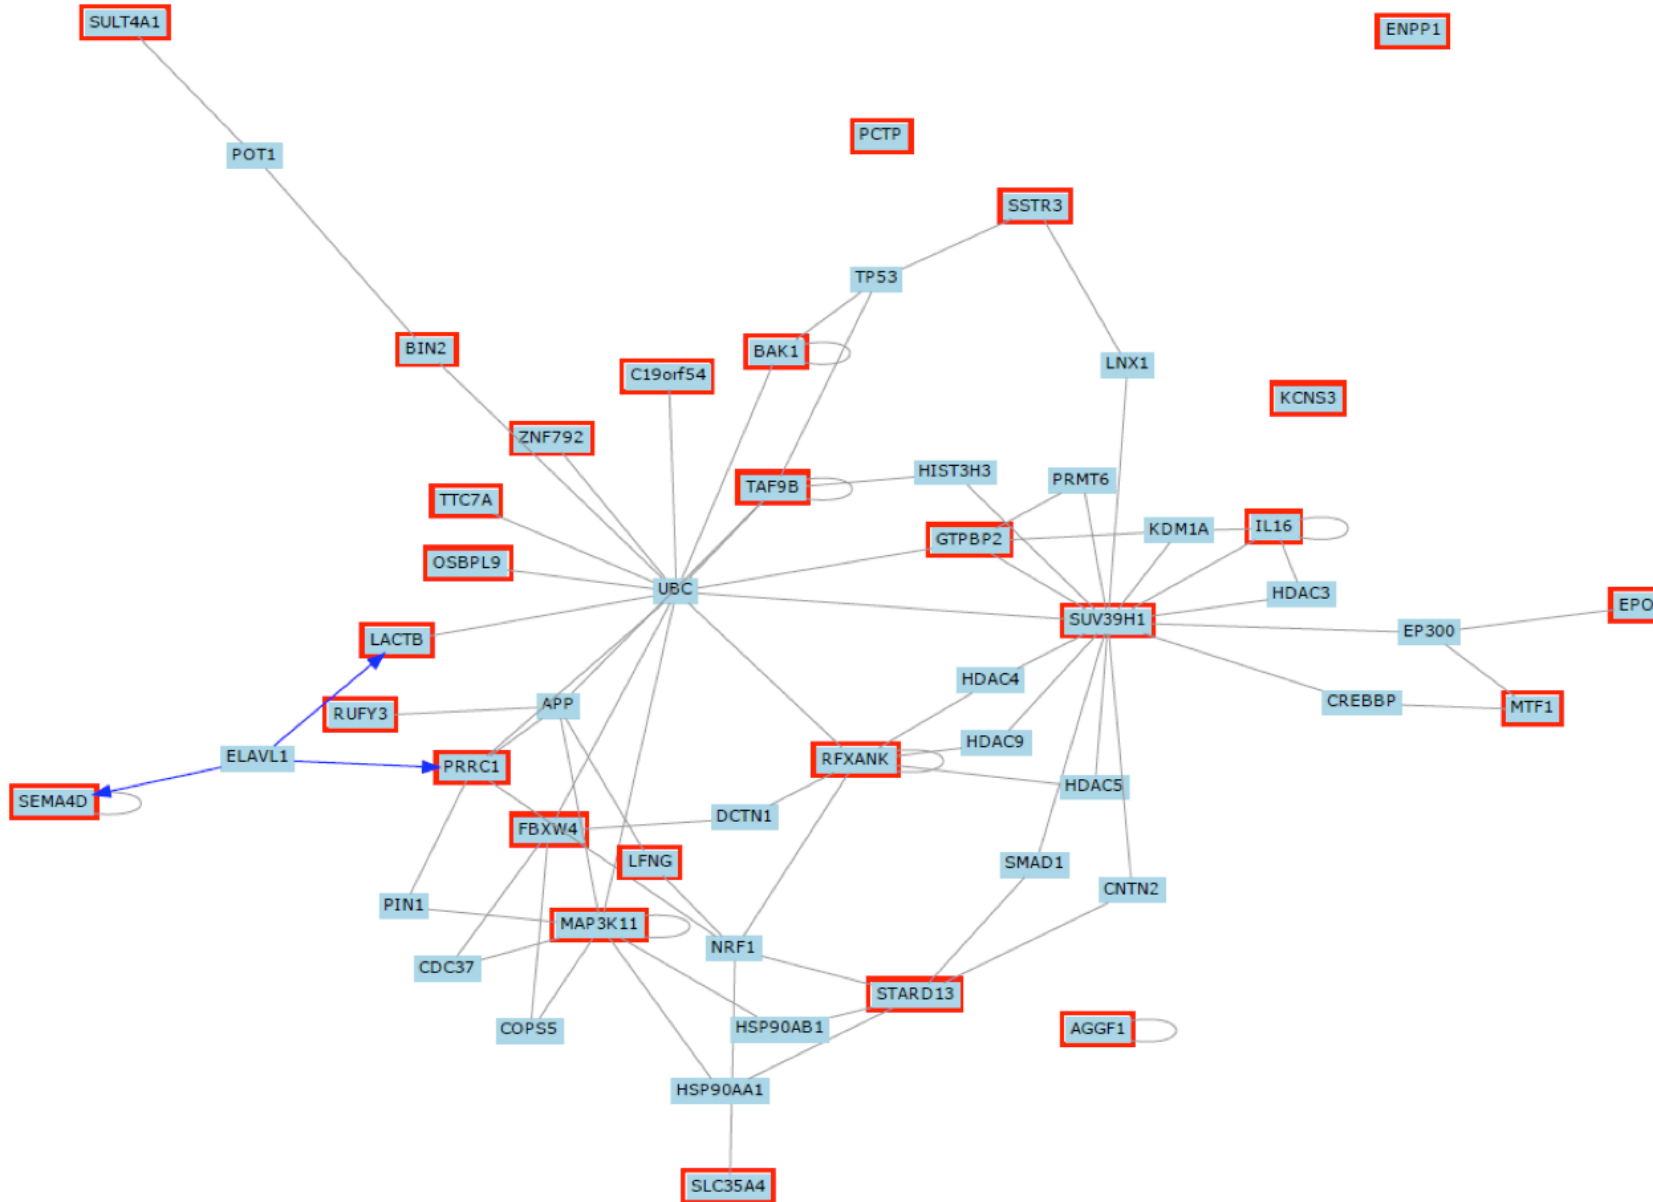 SULT4A1
ENPP1
PCTP
POT1
SSTR3
TP53
BIN2
BAK1
C19orf54
LNX1
KCNS3
ZNF792
HIST3H3
PRMT6
TTC7A
TAF9B
IL16
KDM1A
GTPBP2
OSBPL9
UBC
HDAC3
EPO
SUV39H1
EP300
LACTB
HDAC4
CREBBP
APP
RUFY3
MTF1
HDAC9
ELAVL1
RFXANK
PRRC1
HDAC5
SEMA4D
DCTN1
FBXW4
LFNG
SMAD1
CNTN2
PIN1
MAP3K11
NRF1
CDC37
STARD13
HSP90AB1
COPS5
AGGF1
HSP90AA1
SLC35A4